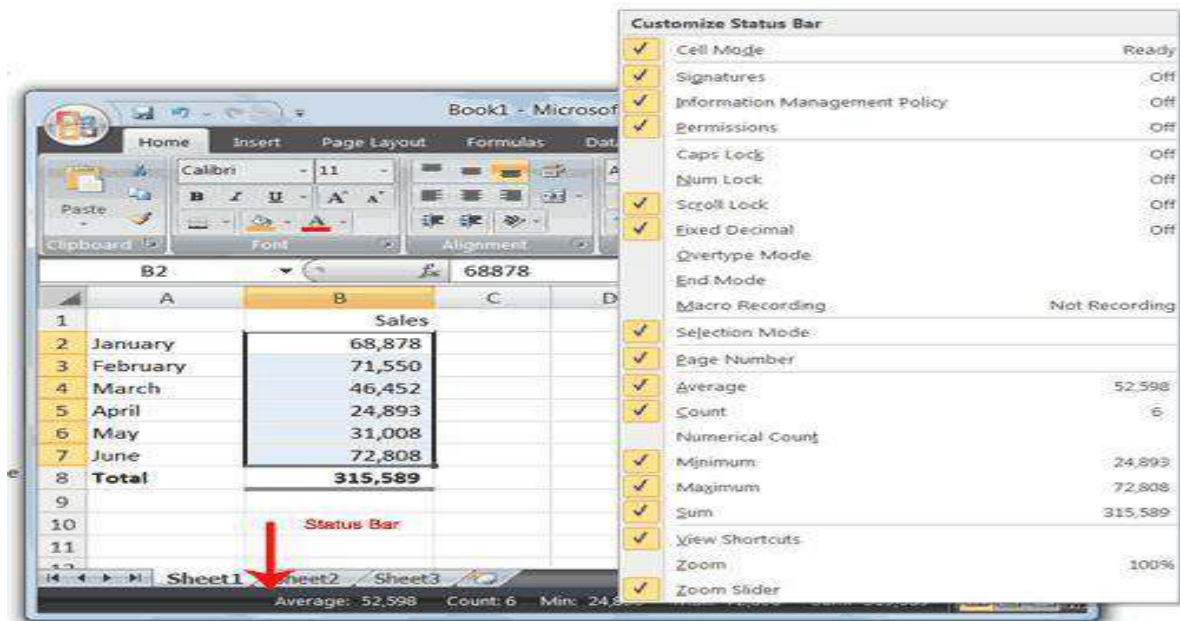 Customize Status Bar
Cell Mode Ready
Signatures Off
Information Management Policy Off
Permissions Off
Caps Lock Off
Num Lock Off
Scroll Lock Off
Fixed Decimal Off
Overtype Mode
End Mode
Macro Recording Not Recording
Selection Mode
Page Number
Average 52,598
Count 6
Numerical Count
Minimum 24,893
Maximum 72,808
Sum 315,589
View Shortcuts
Zoom 100%
Zoom Slider
Book1 - Microsof
Home Insert Page Layout Formulas Dat
Calibri 11
B I U A A
Paste
Clipboard Font Alignment
B2 fx 68878
A B C D
1 Sales
2 January 68,878
3 February 71,550
4 March 46,452
5 April 24,893
6 May 31,008
7 June 72,808
8 Total 315,589
9
10 Status Bar
11
Sheet1 Sheet2 Sheet3
Average: 52,598 Count: 6 Min: 24,8
e